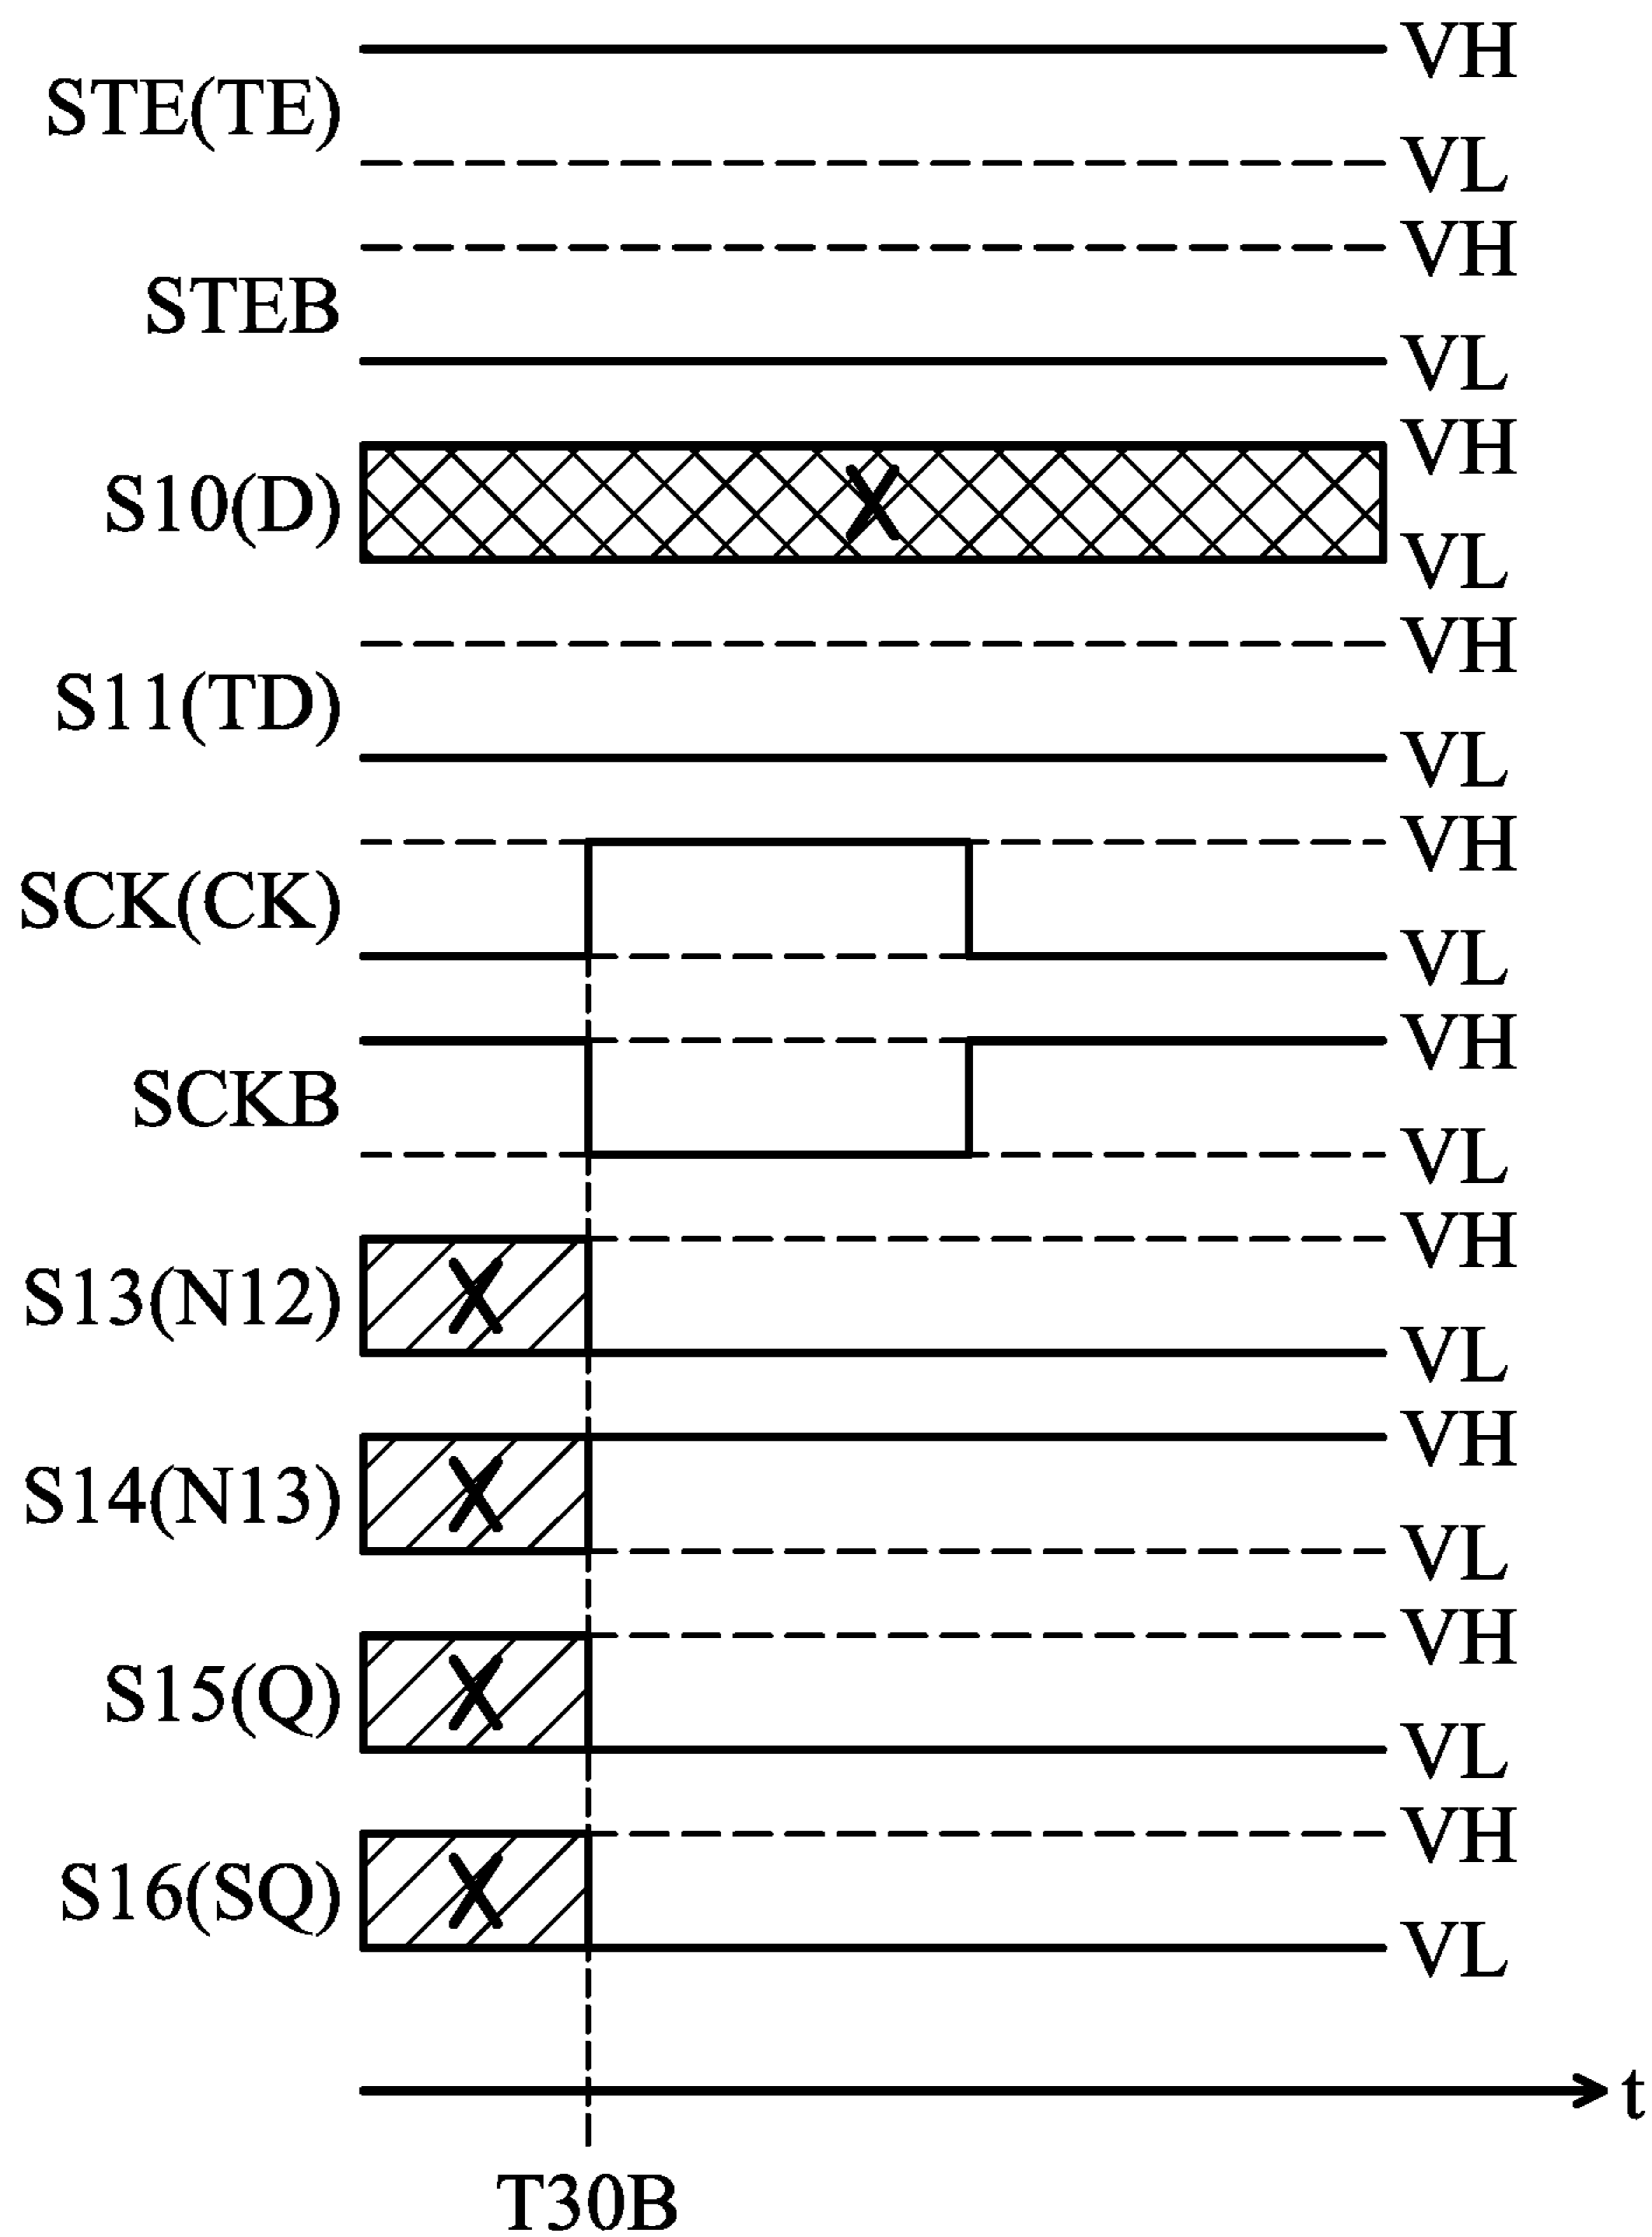 VH
STE(TE)
VL
VH
STEB
VL
VH
S10(D)
X
VL
VH
S11(TD)
VL
VH
SCK(CK)
VL
VH
SCKB
VL
VH
S13(N12)
X
VL
VH
S14(N13)
X
VL
VH
S15(Q)
X
VL
VH
S16(SQ)
X
VL
t
T30B